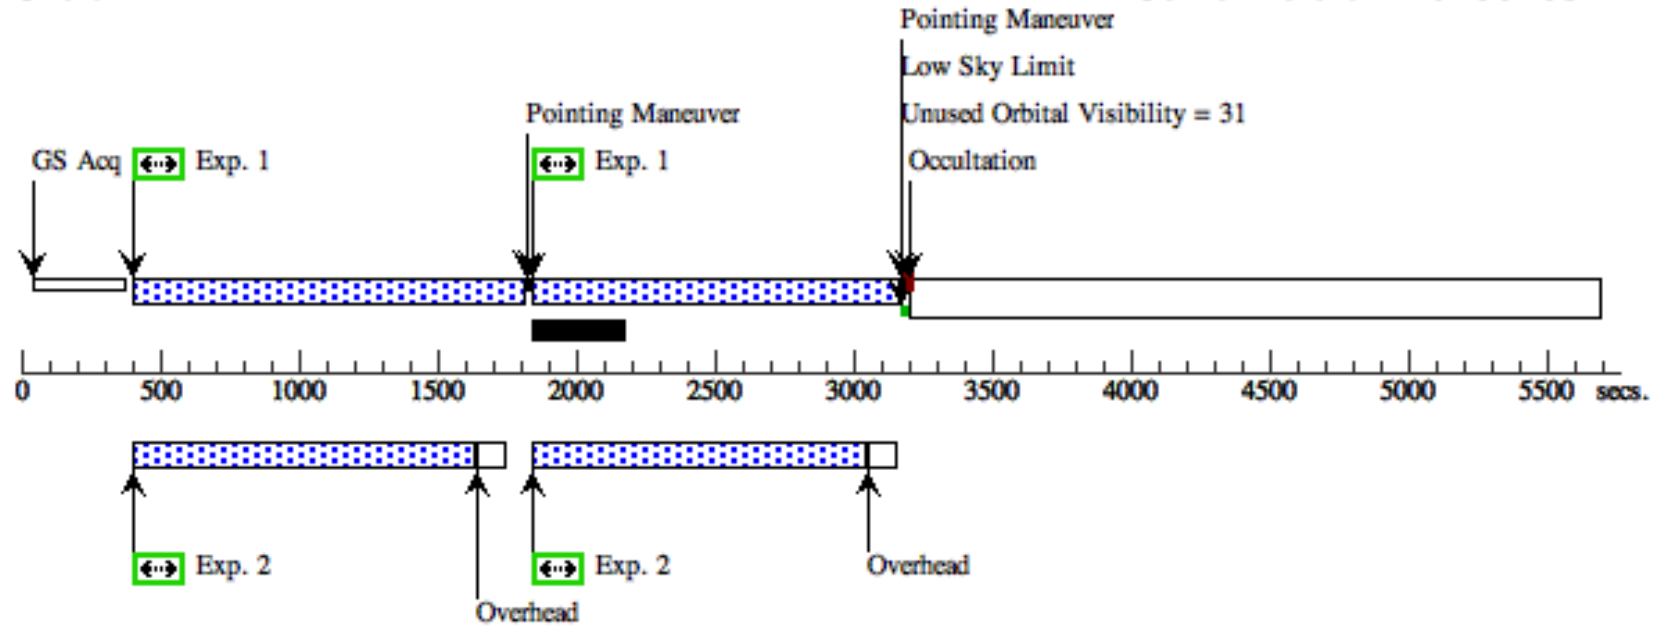 Pointing Maneuver
Low Sky Limit
Pointing Maneuver
Unused Orbital Visibility = 31
GS Acq
Exp. 1
Exp. 1
Occultation
0 500 1000 1500 2000 2500 3000 3500 4000 4500 5000 5500 secs.
Exp. 2
Exp. 2
Overhead
Overhead